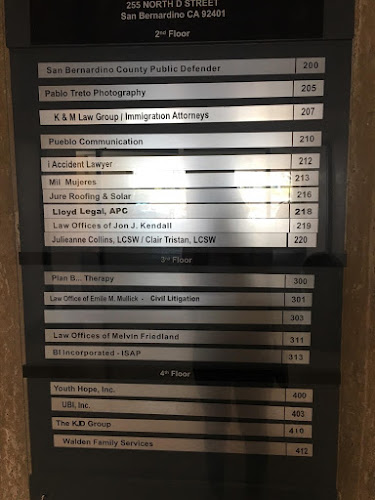 255 NORTH D STREET
San Bernardino CA 92401
2nd Floor
San Bernardino County Public Defender 200
Pablo Treto Photography 205
K & M Law Group / Immigration Attorneys 207
Pueblo Communication 210
i Accident Lawyer 212
Mil Mujeres 213
Jure Roofing & Solar 216
Lloyd Legal, APC 218
Law Offices of Jon J. Kendall 219
Julieanne Collins, LCSW / Clair Tristan, LCSW 220
3rd Floor
Plan B... Therapy 300
Law Office of Emile M. Mullick - Civil Litigation 301
303
Law Offices of Melvin Friedland 311
BI Incorporated - ISAP 313
4th Floor
Youth Hope, Inc. 400
UBI, Inc. 403
The KJD Group 410
Walden Family Services 412